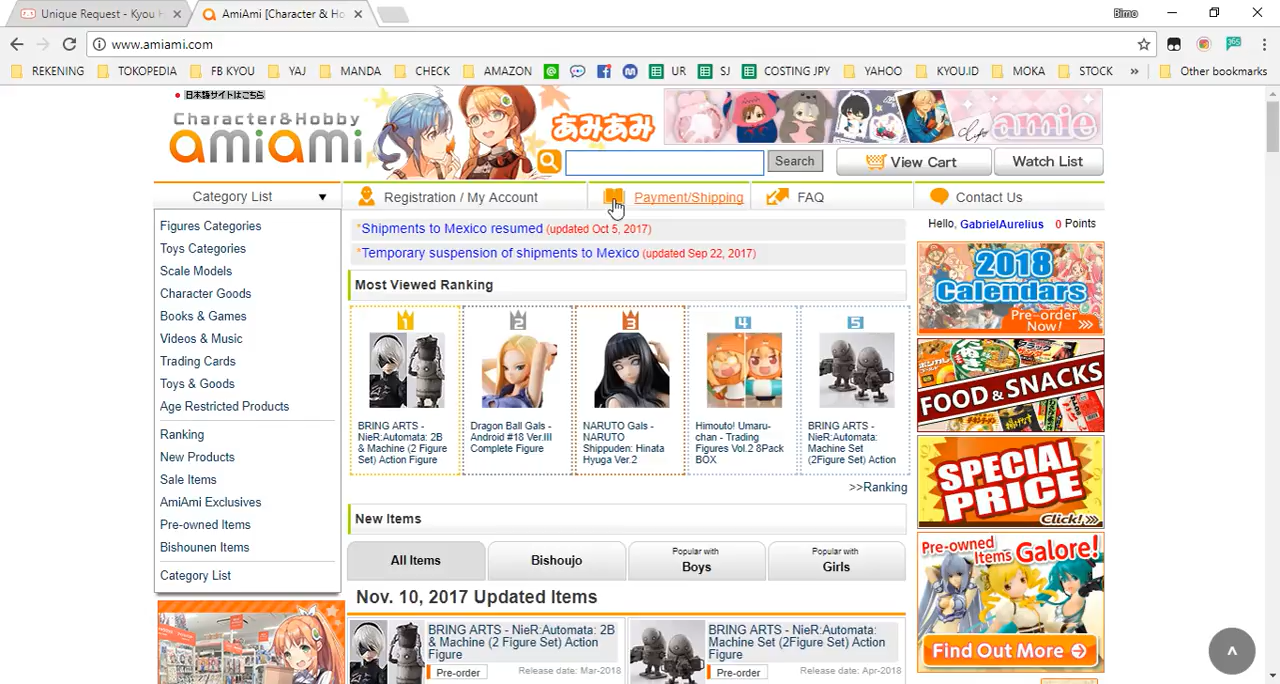 Unique Request - Kyou H
AmiAmi [Character & Ho
Bimo
www.amiami.com
365
REKENING
TOKOPEDIA
FB KYOU
YAJ
MANDA
CHECK
AMAZON
UR
SJ
COSTING JPY
YAHOO
KYOU.ID
MOKA
STOCK
»
Other bookmarks
日本語サイトはこちら
Character&Hobby
amiami
あみあみ
amie
Search
View Cart
Watch List
Category List ▼
Registration / My Account
Payment/Shipping
FAQ
Contact Us
Figures Categories
Toys Categories
Scale Models
Character Goods
Books & Games
Videos & Music
Trading Cards
Toys & Goods
Age Restricted Products
Ranking
New Products
Sale Items
AmiAmi Exclusives
Pre-owned Items
Bishounen Items
Category List
*Shipments to Mexico resumed (updated Oct 5, 2017)
*Temporary suspension of shipments to Mexico (updated Sep 22, 2017)
Most Viewed Ranking
1
2
3
4
5
BRING ARTS -
NieR:Automata: 2B
& Machine (2 Figure
Set) Action Figure
Dragon Ball Gals -
Android #18 Ver.III
Complete Figure
NARUTO Gals -
NARUTO
Shippuden: Hinata
Hyuga Ver.2
Himouto! Umaru-
chan - Trading
Figures Vol.2 8Pack
BOX
BRING ARTS -
NieR:Automata:
Machine Set
(2Figure Set) Action
>>Ranking
New Items
All Items
Bishoujo
Popular with
Boys
Popular with
Girls
Nov. 10, 2017 Updated Items
BRING ARTS - NieR:Automata: 2B
& Machine (2 Figure Set) Action
Figure
Pre-order
Release date: Mar-2018
BRING ARTS - NieR:Automata:
Machine Set (2Figure Set) Action
Figure
Pre-order
Release date: Apr-2018
Hello, GabrielAurelius 0 Points
2018
Calendars
Pre-order
Now!
FOOD & SNACKS
SPECIAL
PRICE
Click!
Pre-owned
Items Galore!
Find Out More